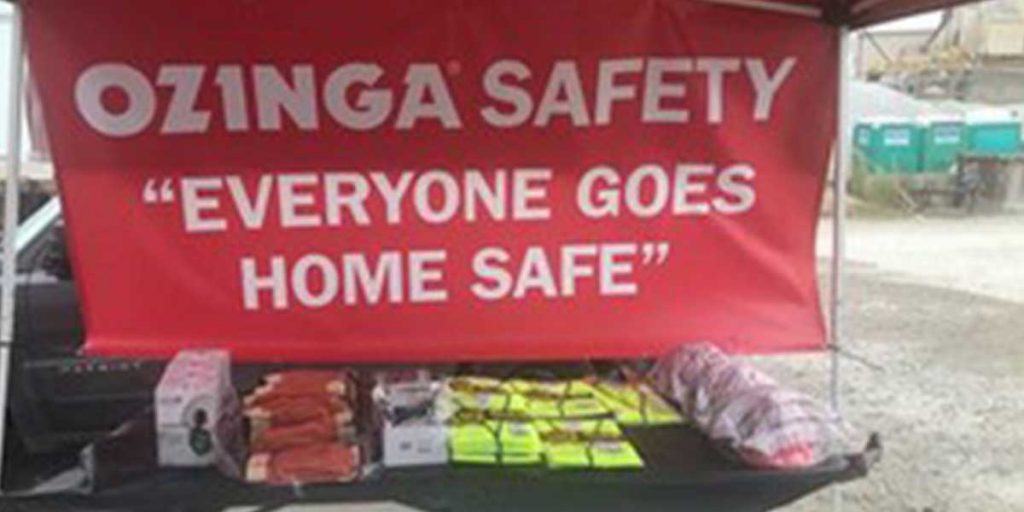 OZINGA® SAFETY
“EVERYONE GOES
HOME SAFE”